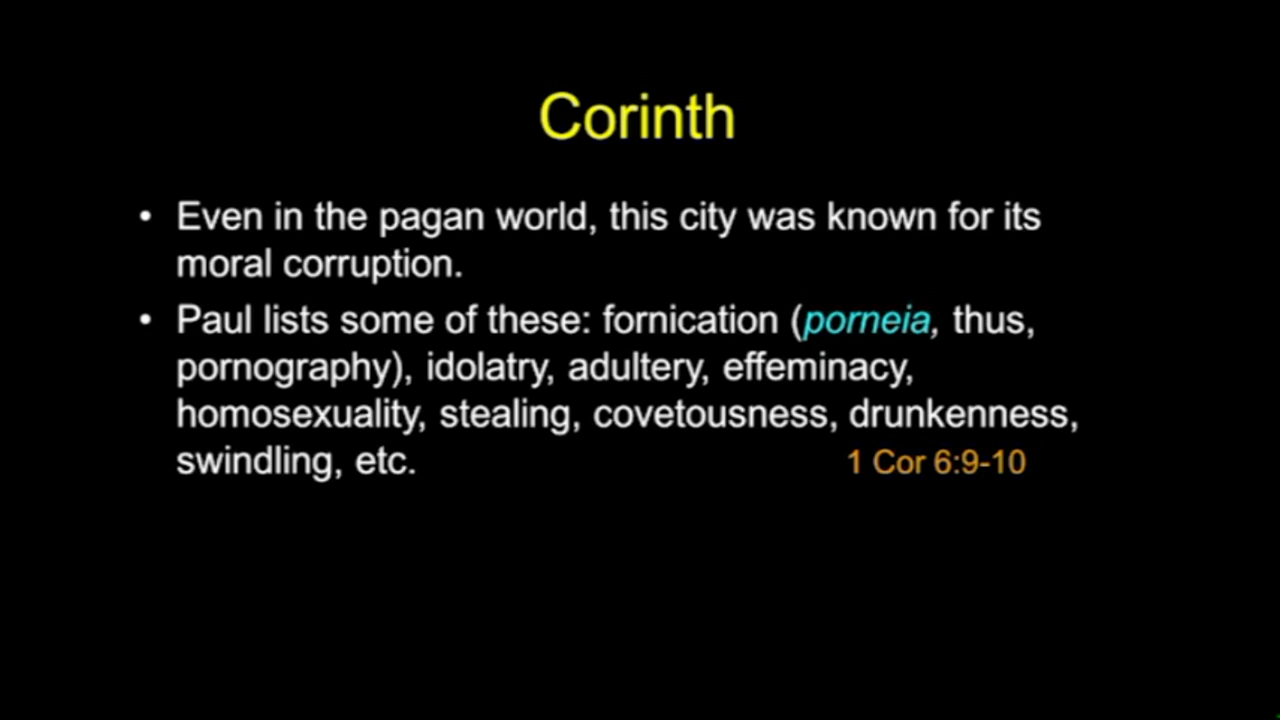 Corinth
• Even in the pagan world, this city was known for its
moral corruption.
• Paul lists some of these: fornication (porneia, thus,
pornography), idolatry, adultery, effeminacy,
homosexuality, stealing, covetousness, drunkenness,
swindling, etc. 1 Cor 6:9-10